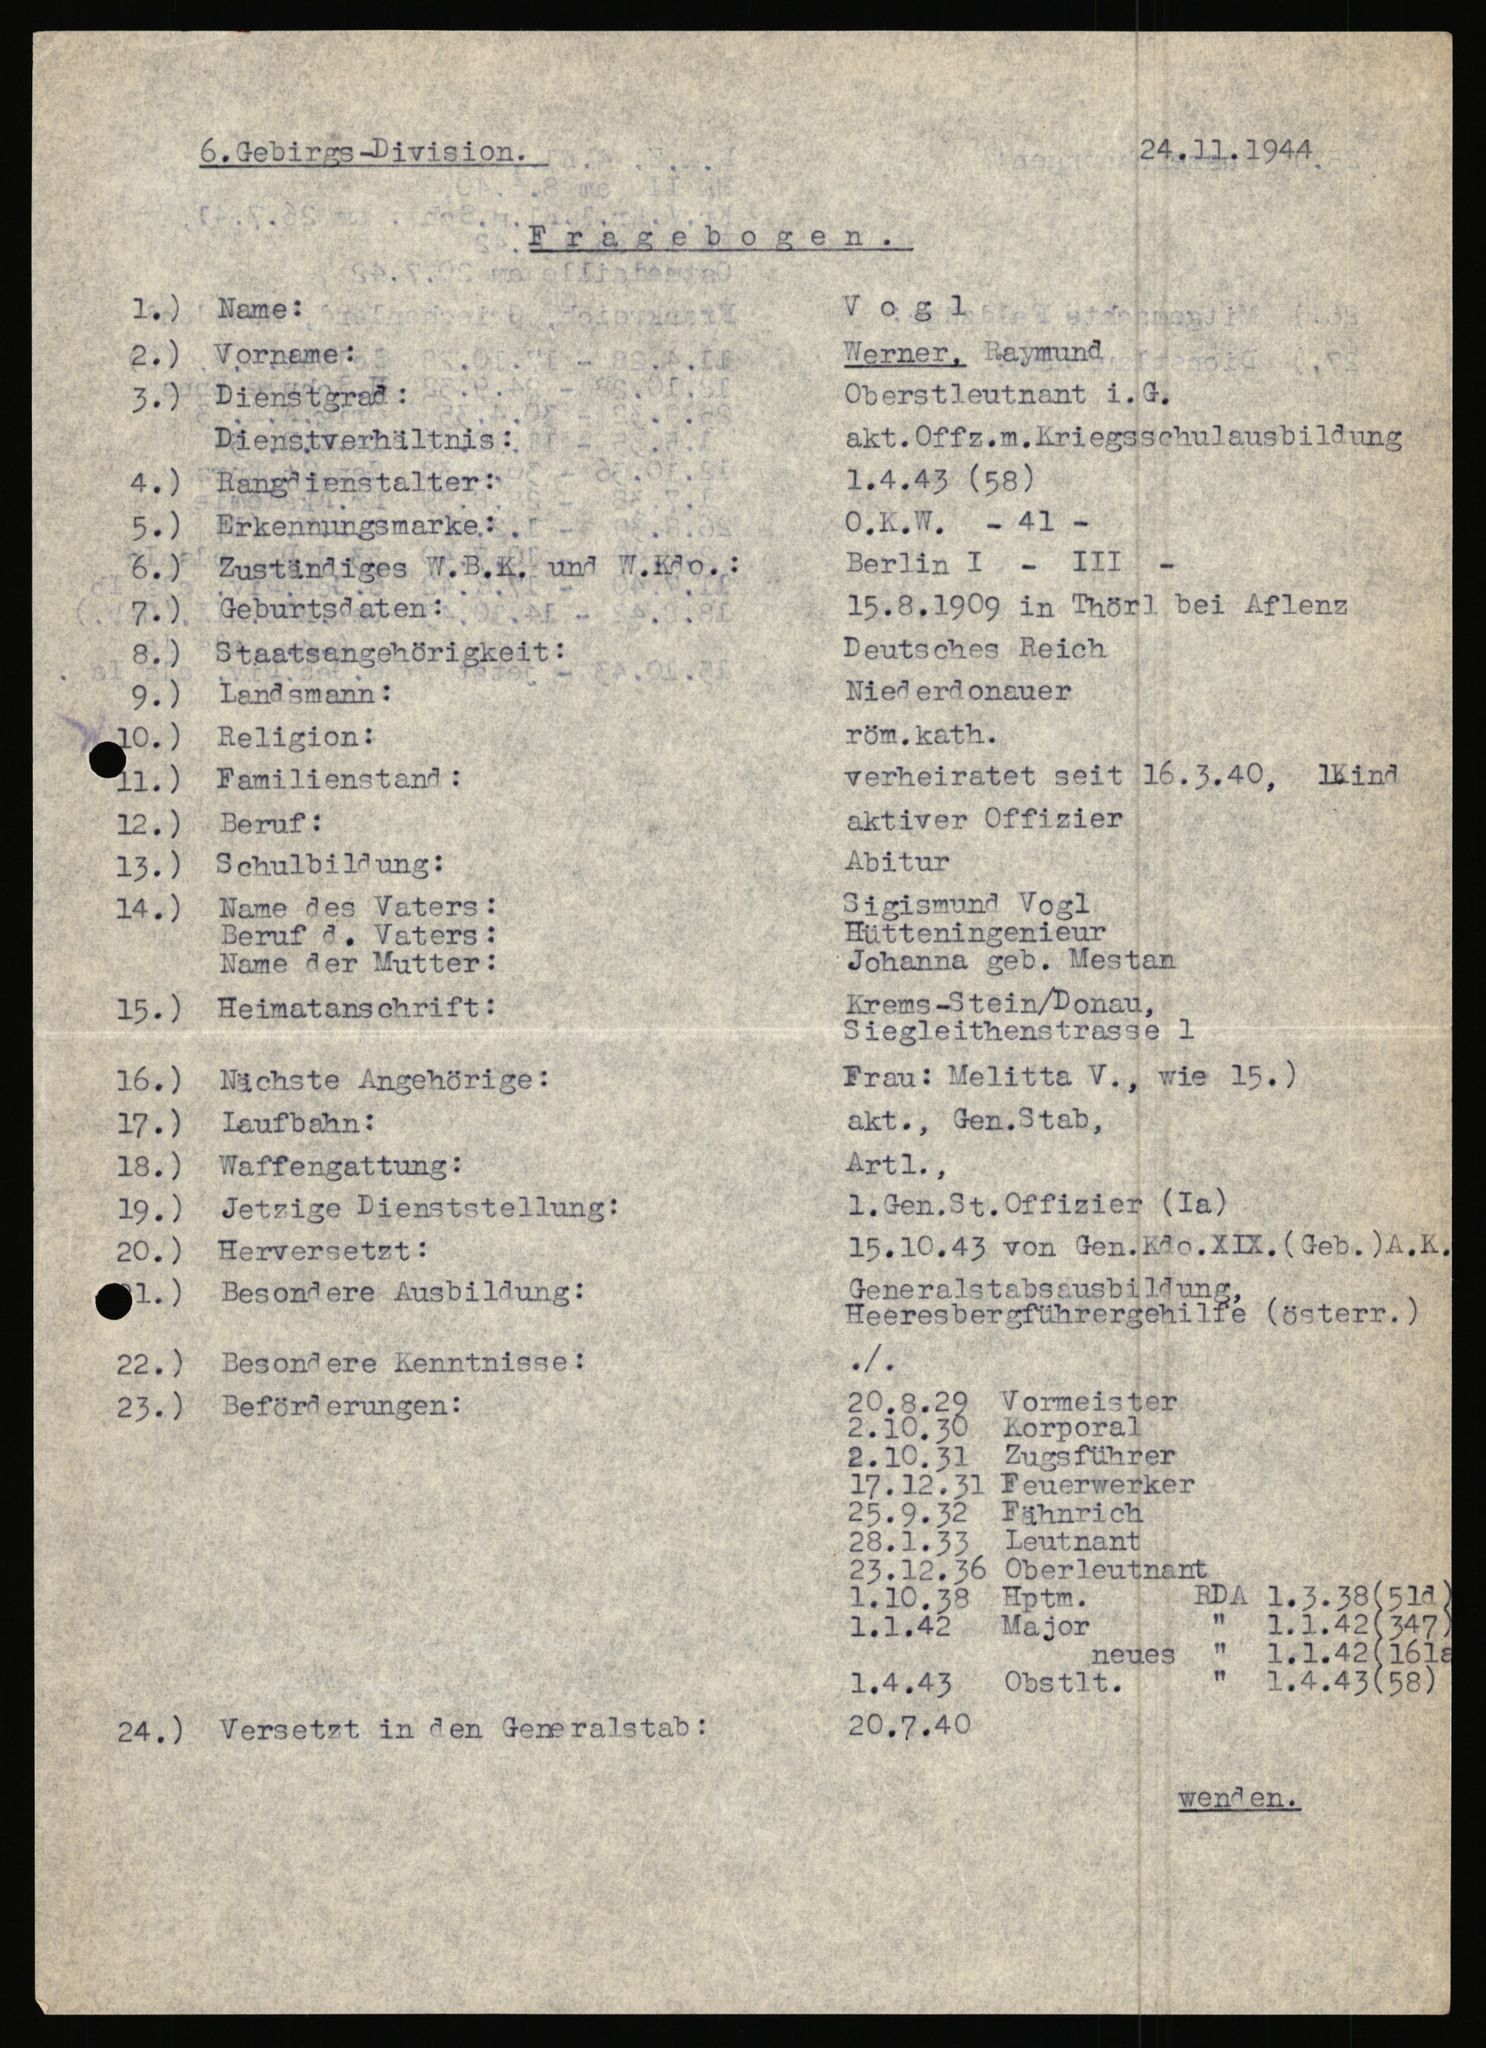 6.Gebirgs-Division. 24.11.1944
F r a g e b o g e n .
1.) Name: V o g l
2.) Vorname: Werner, Raymund
3.) Dienstgrad: Oberstleutnant i.G.
Dienstverhältnis: akt.Offz.m.Kriegsschulausbildung
4.) Rangdienstalter: 1.4.43 (58)
5.) Erkennungsmarke: O.K.W. - 41 -
6.) Zuständiges W.B.K. und W.Kdo.: Berlin I - III -
7.) Geburtsdaten: 15.8.1909 in Thörl bei Aflenz
8.) Staatsangehörigkeit: Deutsches Reich
9.) Landsmann: Niederdonauer
10.) Religion: röm.kath.
11.) Familienstand: verheiratet seit 16.3.40, 1Kind
12.) Beruf: aktiver Offizier
13.) Schulbildung: Abitur
14.) Name des Vaters: Sigismund Vogl
Beruf d. Vaters: Hütteningenieur
Name der Mutter: Johanna geb. Mestan
15.) Heimatanschrift: Krems-Stein/Donau,
Siegleithenstrasse 1
16.) Nächste Angehörige: Frau: Melitta V., wie 15.)
17.) Laufbahn: akt., Gen.Stab,
18.) Waffengattung: Artl.,
19.) Jetzige Dienststellung: 1.Gen.St.Offizier (Ia)
20.) Herversetzt: 15.10.43 von Gen.Kdo.XIX.(Geb.)A.K.
1.) Besondere Ausbildung: Generalstabsausbildung,
Heeresbergführergehilfe (österr.)
22.) Besondere Kenntnisse: ./.
23.) Beförderungen: 20.8.29 Vormeister
2.10.30 Korporal
2.10.31 Zugsführer
17.12.31 Feuerwerker
25.9.32 Fähnrich
28.1.33 Leutnant
23.12.36 Oberleutnant
1.10.38 Hptm. RDA 1.3.38(51d)
1.1.42 Major " 1.1.42(347)
neues " 1.1.42(161a
1.4.43 Obstlt. " 1.4.43(58)
24.) Versetzt in den Generalstab: 20.7.40
wenden.